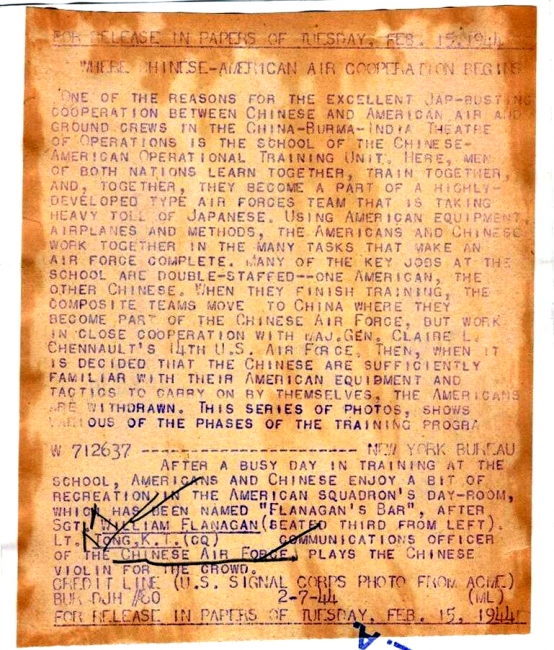 FOR RELEASE IN PAPERS OF TUESDAY, FEB. 15, 1944
WHERE CHINESE-AMERICAN AIR COOPERATION BEGINS
ONE OF THE REASONS FOR THE EXCELLENT JAP-BUSTING
COOPERATION BETWEEN CHINESE AND AMERICAN AIR AND
GROUND CREWS IN THE CHINA-BURMA-INDIA THEATRE
OF OPERATIONS IS THE SCHOOL OF THE CHINESE-
AMERICAN OPERATIONAL TRAINING UNIT. HERE, MEN
OF BOTH NATIONS LEARN TOGETHER, TRAIN TOGETHER,
AND, TOGETHER, THEY BECOME A PART OF A HIGHLY-
DEVELOPED TYPE AIR FORCES TEAM THAT IS TAKING
HEAVY TOLL OF JAPANESE. USING AMERICAN EQUIPMENT,
AIRPLANES AND METHODS, THE AMERICANS AND CHINESE
WORK TOGETHER IN THE MANY TASKS THAT MAKE AN
AIR FORCE COMPLETE. MANY OF THE KEY JOBS AT THE
SCHOOL ARE DOUBLE-STAFFED--ONE AMERICAN, THE
OTHER CHINESE. WHEN THEY FINISH TRAINING, THE
COMPOSITE TEAMS MOVE TO CHINA WHERE THEY
BECOME PART OF THE CHINESE AIR FORCE, BUT WORK
IN CLOSE COOPERATION WITH MAJ.GEN. CLAIRE L.
CHENNAULT'S 14TH U.S. AIR FORCE. THEN, WHEN IT
IS DECIDED THAT THE CHINESE ARE SUFFICIENTLY
FAMILIAR WITH THEIR AMERICAN EQUIPMENT AND
TACTICS TO CARRY ON BY THEMSELVES, THE AMERICANS
ARE WITHDRAWN. THIS SERIES OF PHOTOS, SHOWS
VARIOUS OF THE PHASES OF THE TRAINING PROGRA
W 712637 -------------------- NEW YORK BUREAU
AFTER A BUSY DAY IN TRAINING AT THE
SCHOOL, AMERICANS AND CHINESE ENJOY A BIT OF
RECREATION IN THE AMERICAN SQUADRON'S DAY-ROOM,
WHICH HAS BEEN NAMED "FLANAGAN'S BAR", AFTER
SGT. WILLIAM FLANAGAN (SEATED THIRD FROM LEFT).
LT. TONG.K.T.(CQ) COMMUNICATIONS OFFICER
OF THE CHINESE AIR FORCE, PLAYS THE CHINESE
VIOLIN FOR THE CROWD.
CREDIT LINE (U.S. SIGNAL CORPS PHOTO FROM ACME)
BUR DJH 2-7-44 (ML)
FOR RELEASE IN PAPERS OF TUESDAY, FEB. 15, 1944